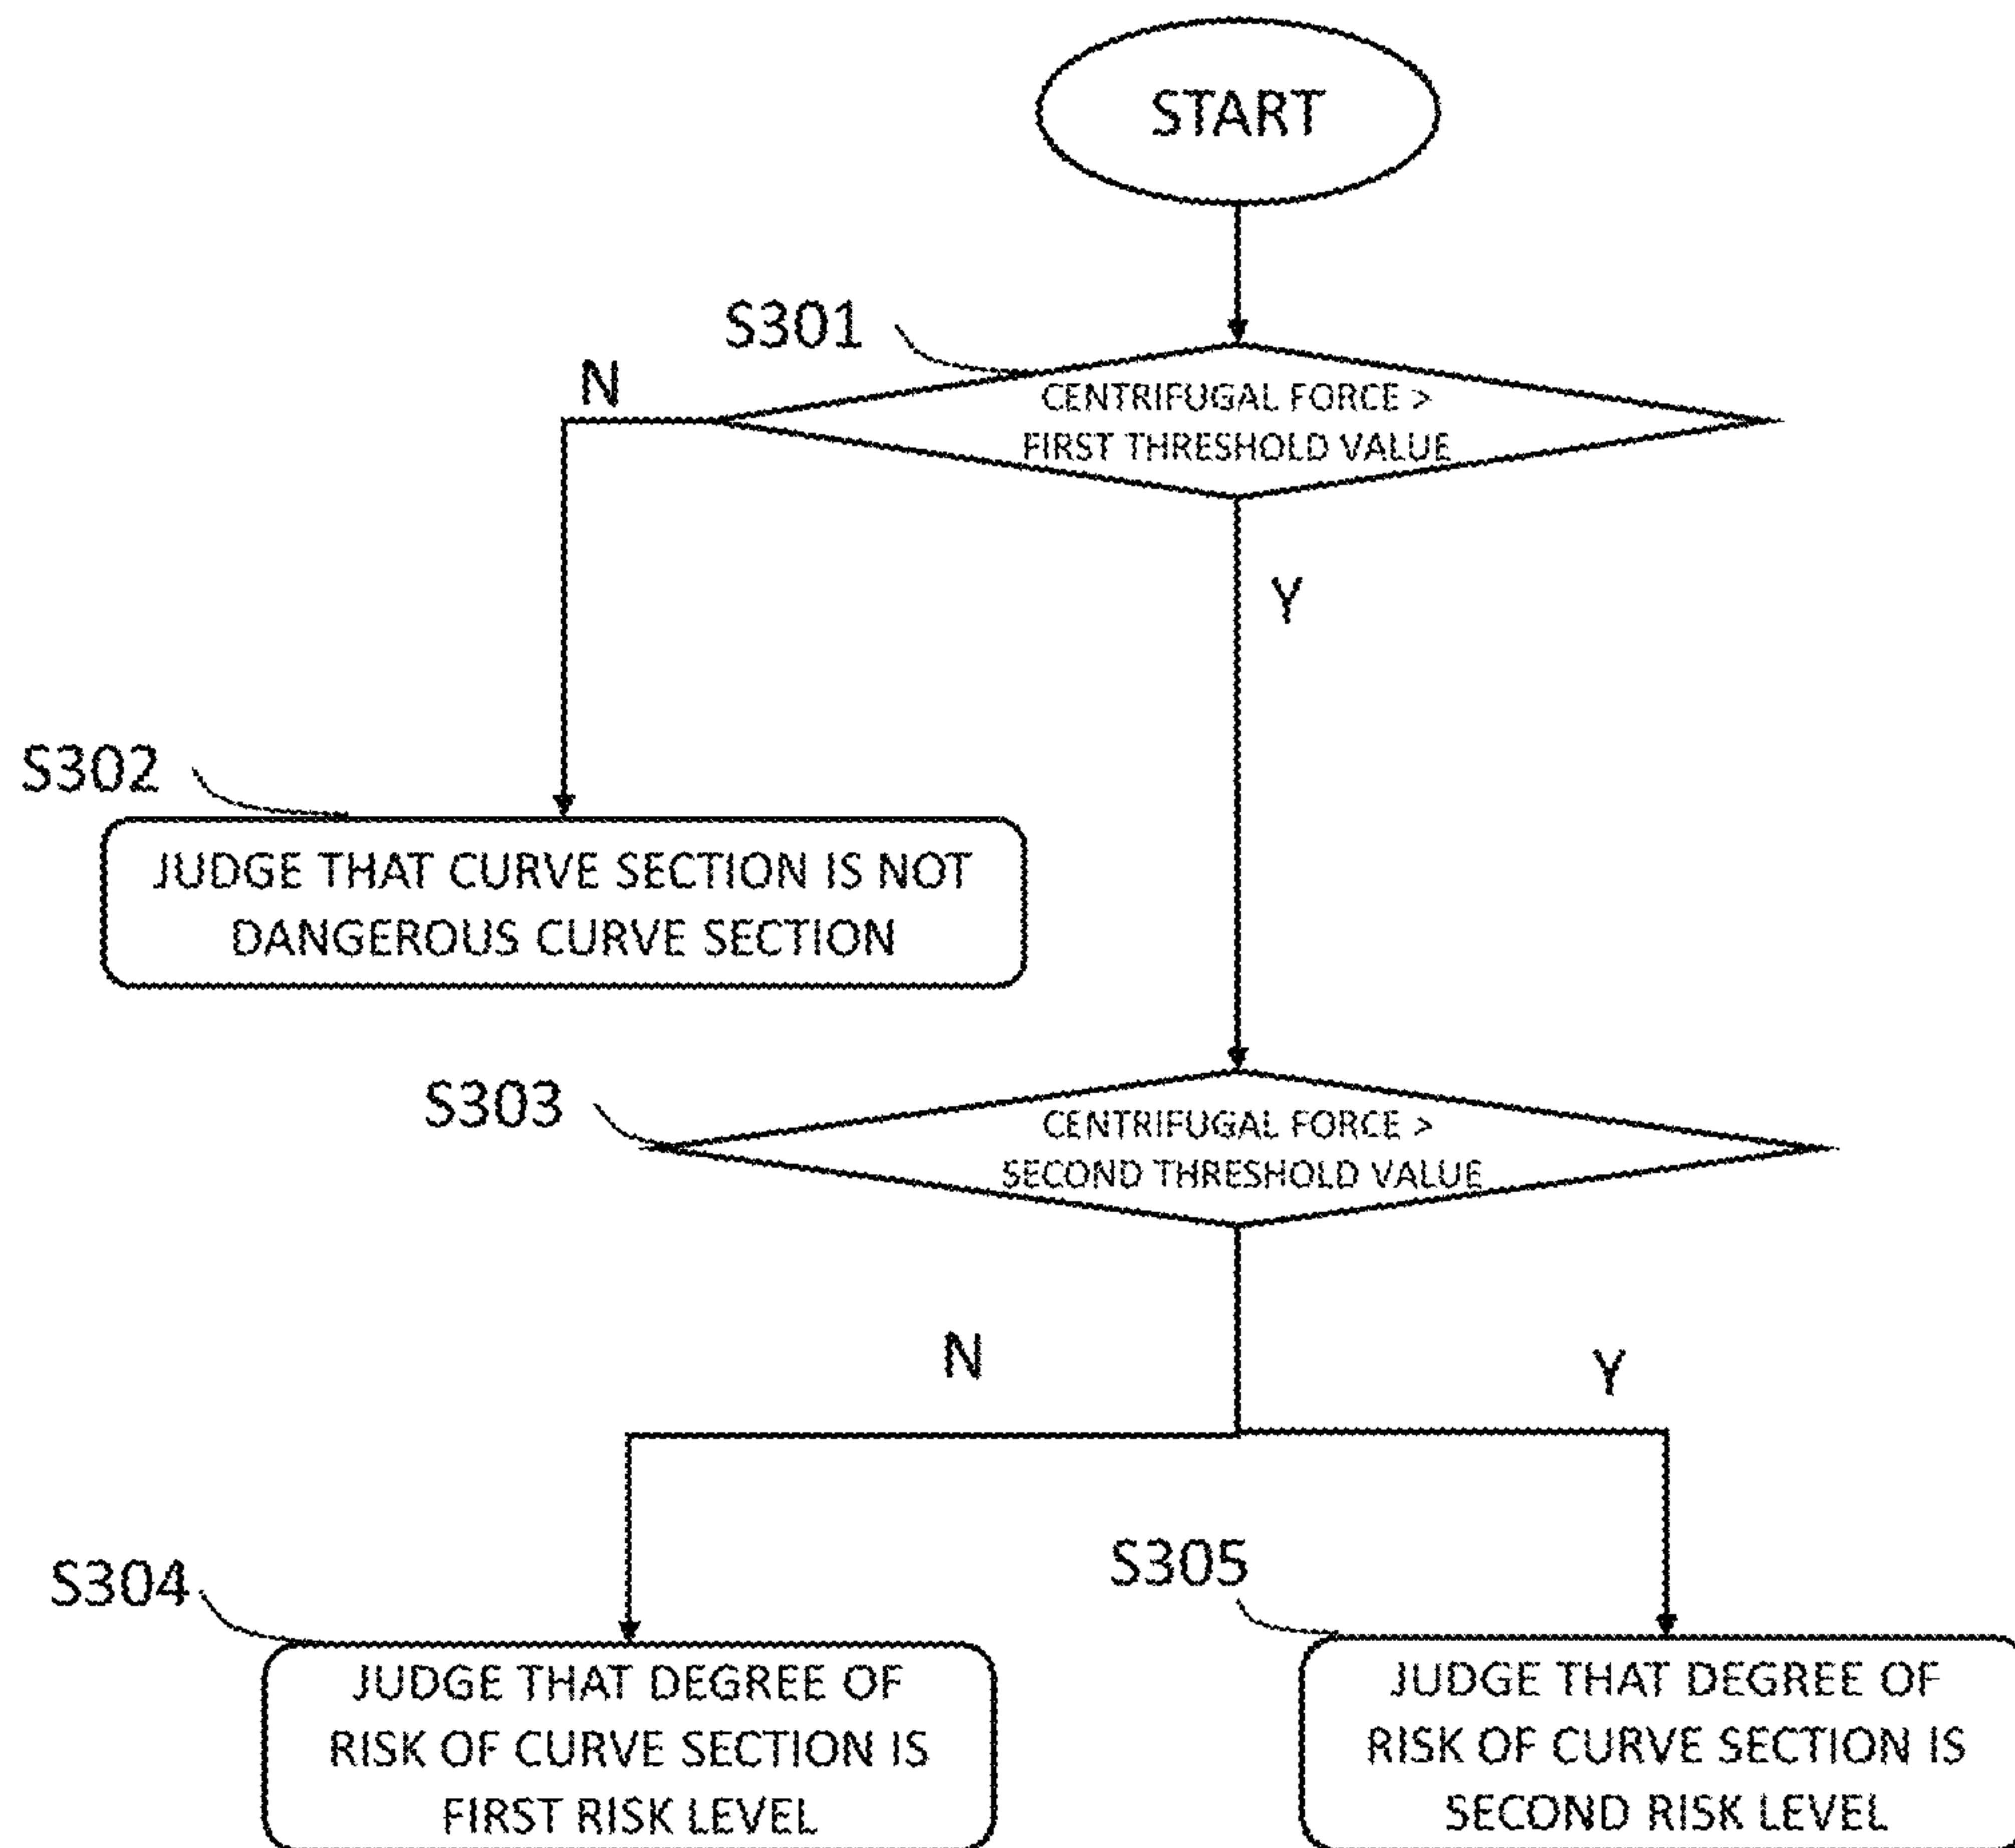 START
S301
N
CENTRIFUGAL FORCE >
FIRST THRESHOLD VALUE
Y
S302
JUDGE THAT CURVE SECTION IS NOT
DANGEROUS CURVE SECTION
S303
CENTRIFUGAL FORCE >
SECOND THRESHOLD VALUE
N
Y
S304
S305
JUDGE THAT DEGREE OF
RISK OF CURVE SECTION IS
FIRST RISK LEVEL
JUDGE THAT DEGREE OF
RISK OF CURVE SECTION IS
SECOND RISK LEVEL